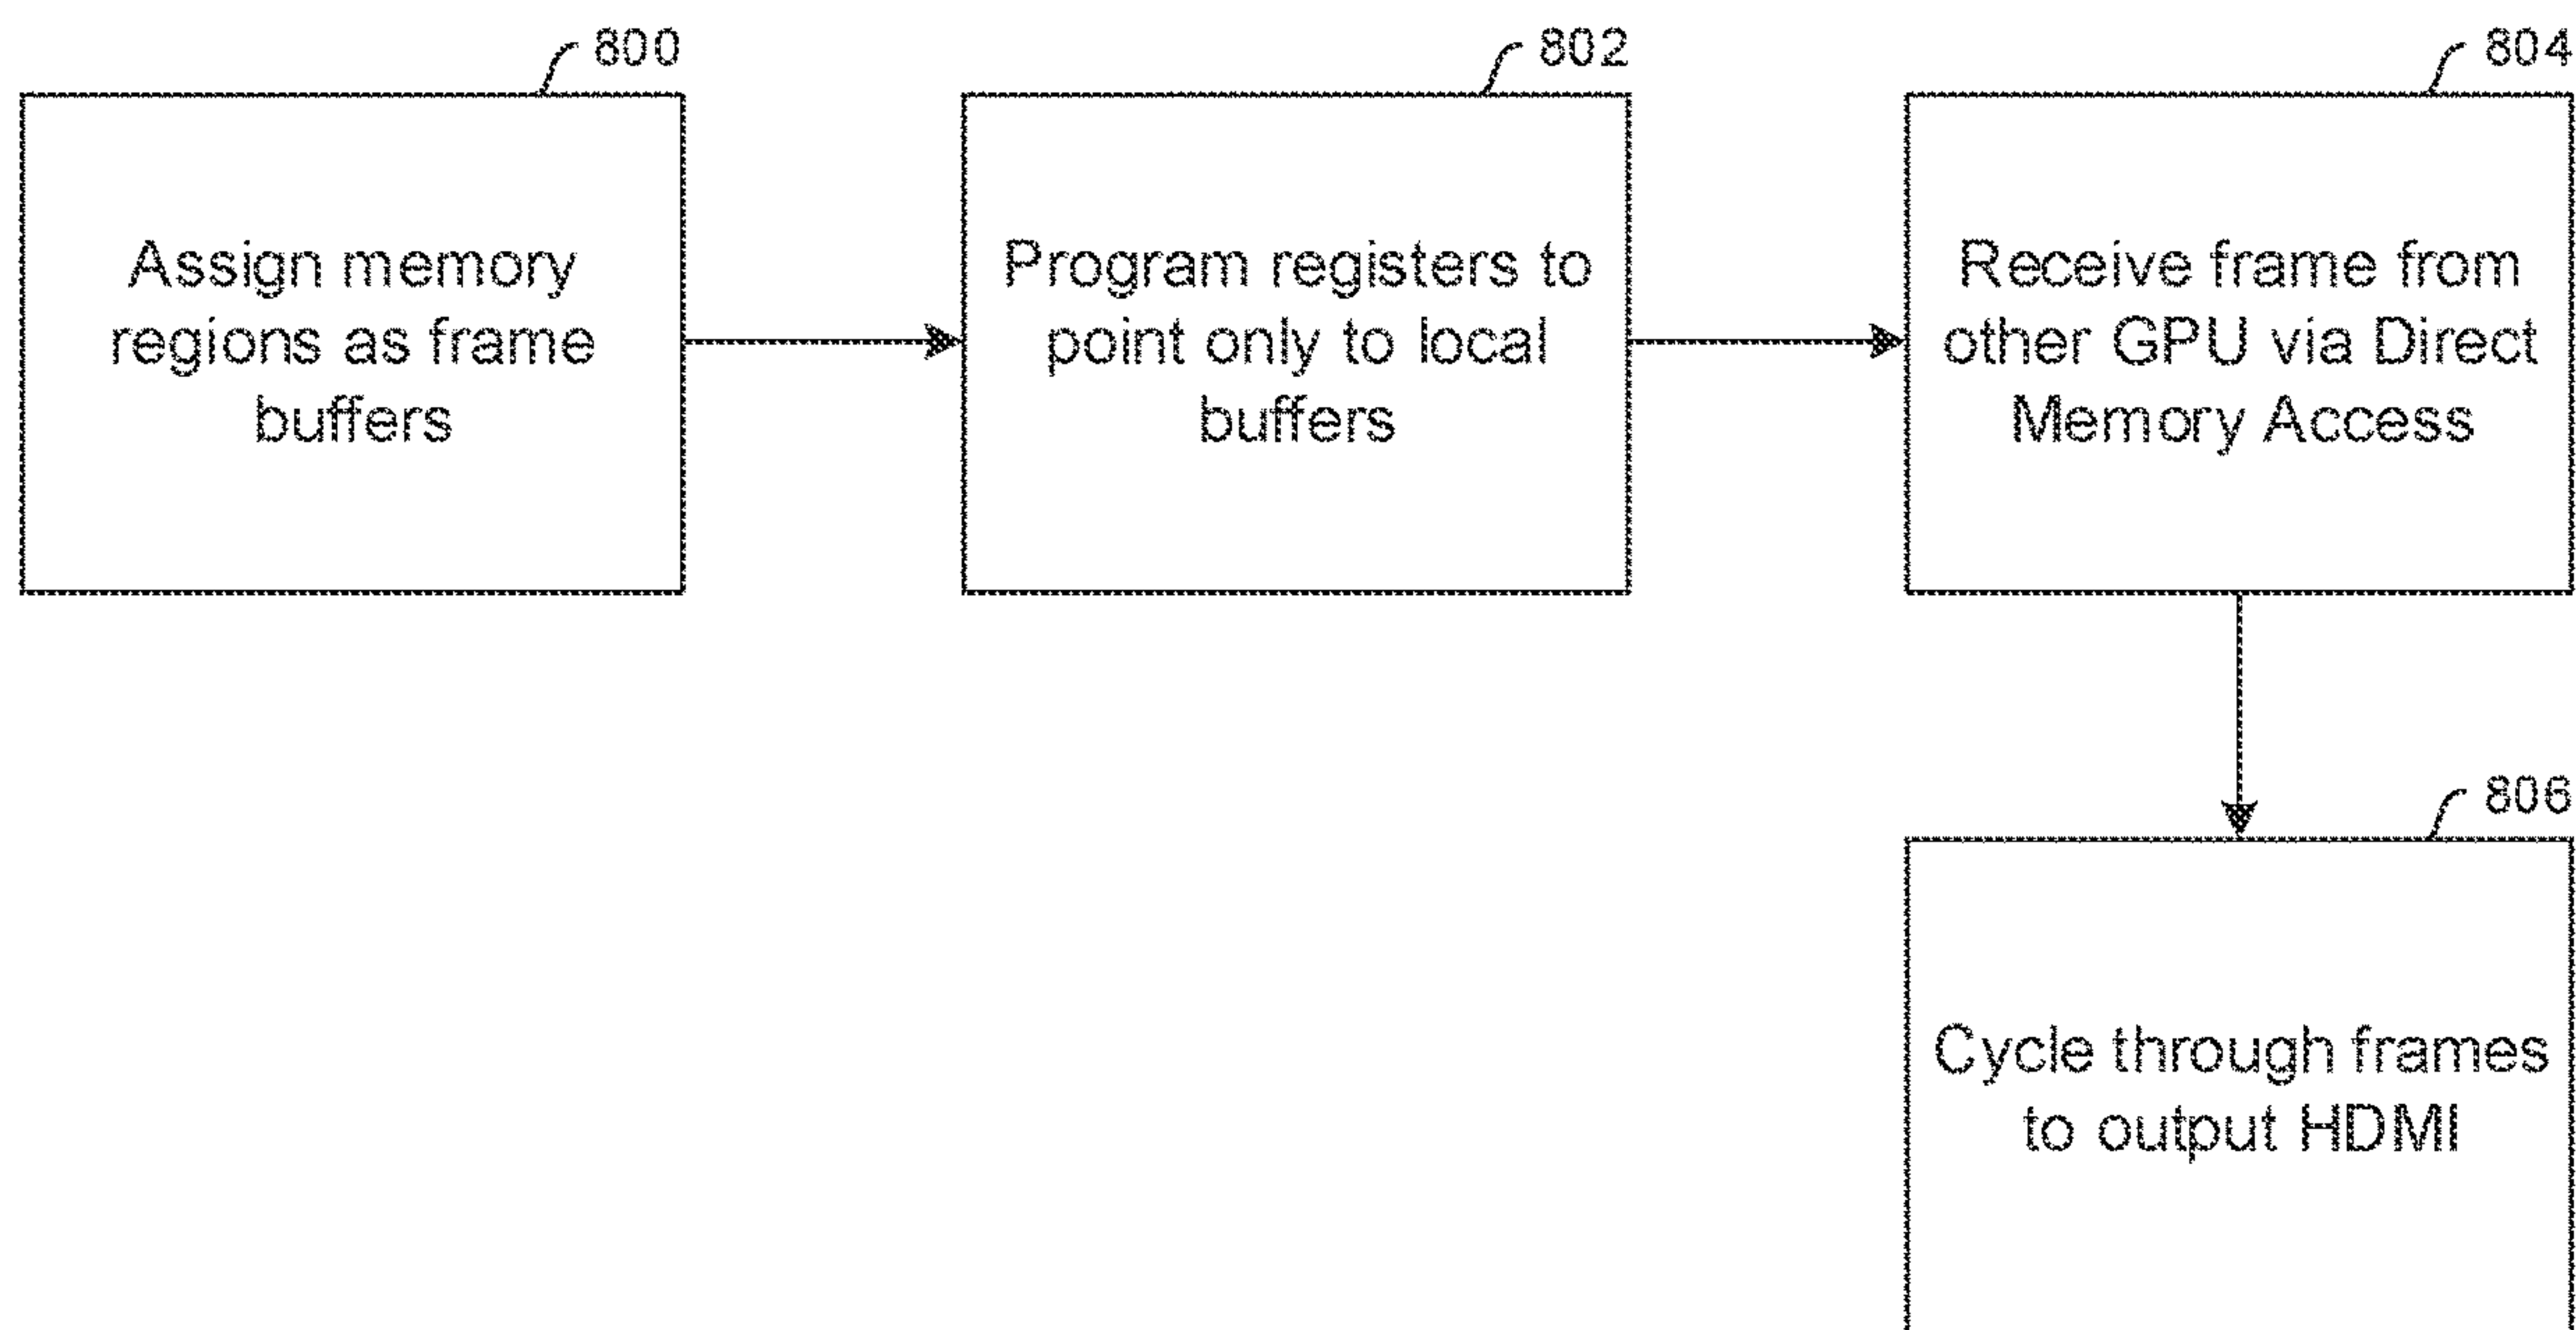 800
Assign memory
regions as frame
buffers
802
Program registers to
point only to local
buffers
804
Receive frame from
other GPU via Direct
Memory Access
806
Cycle through frames
to output HDMI